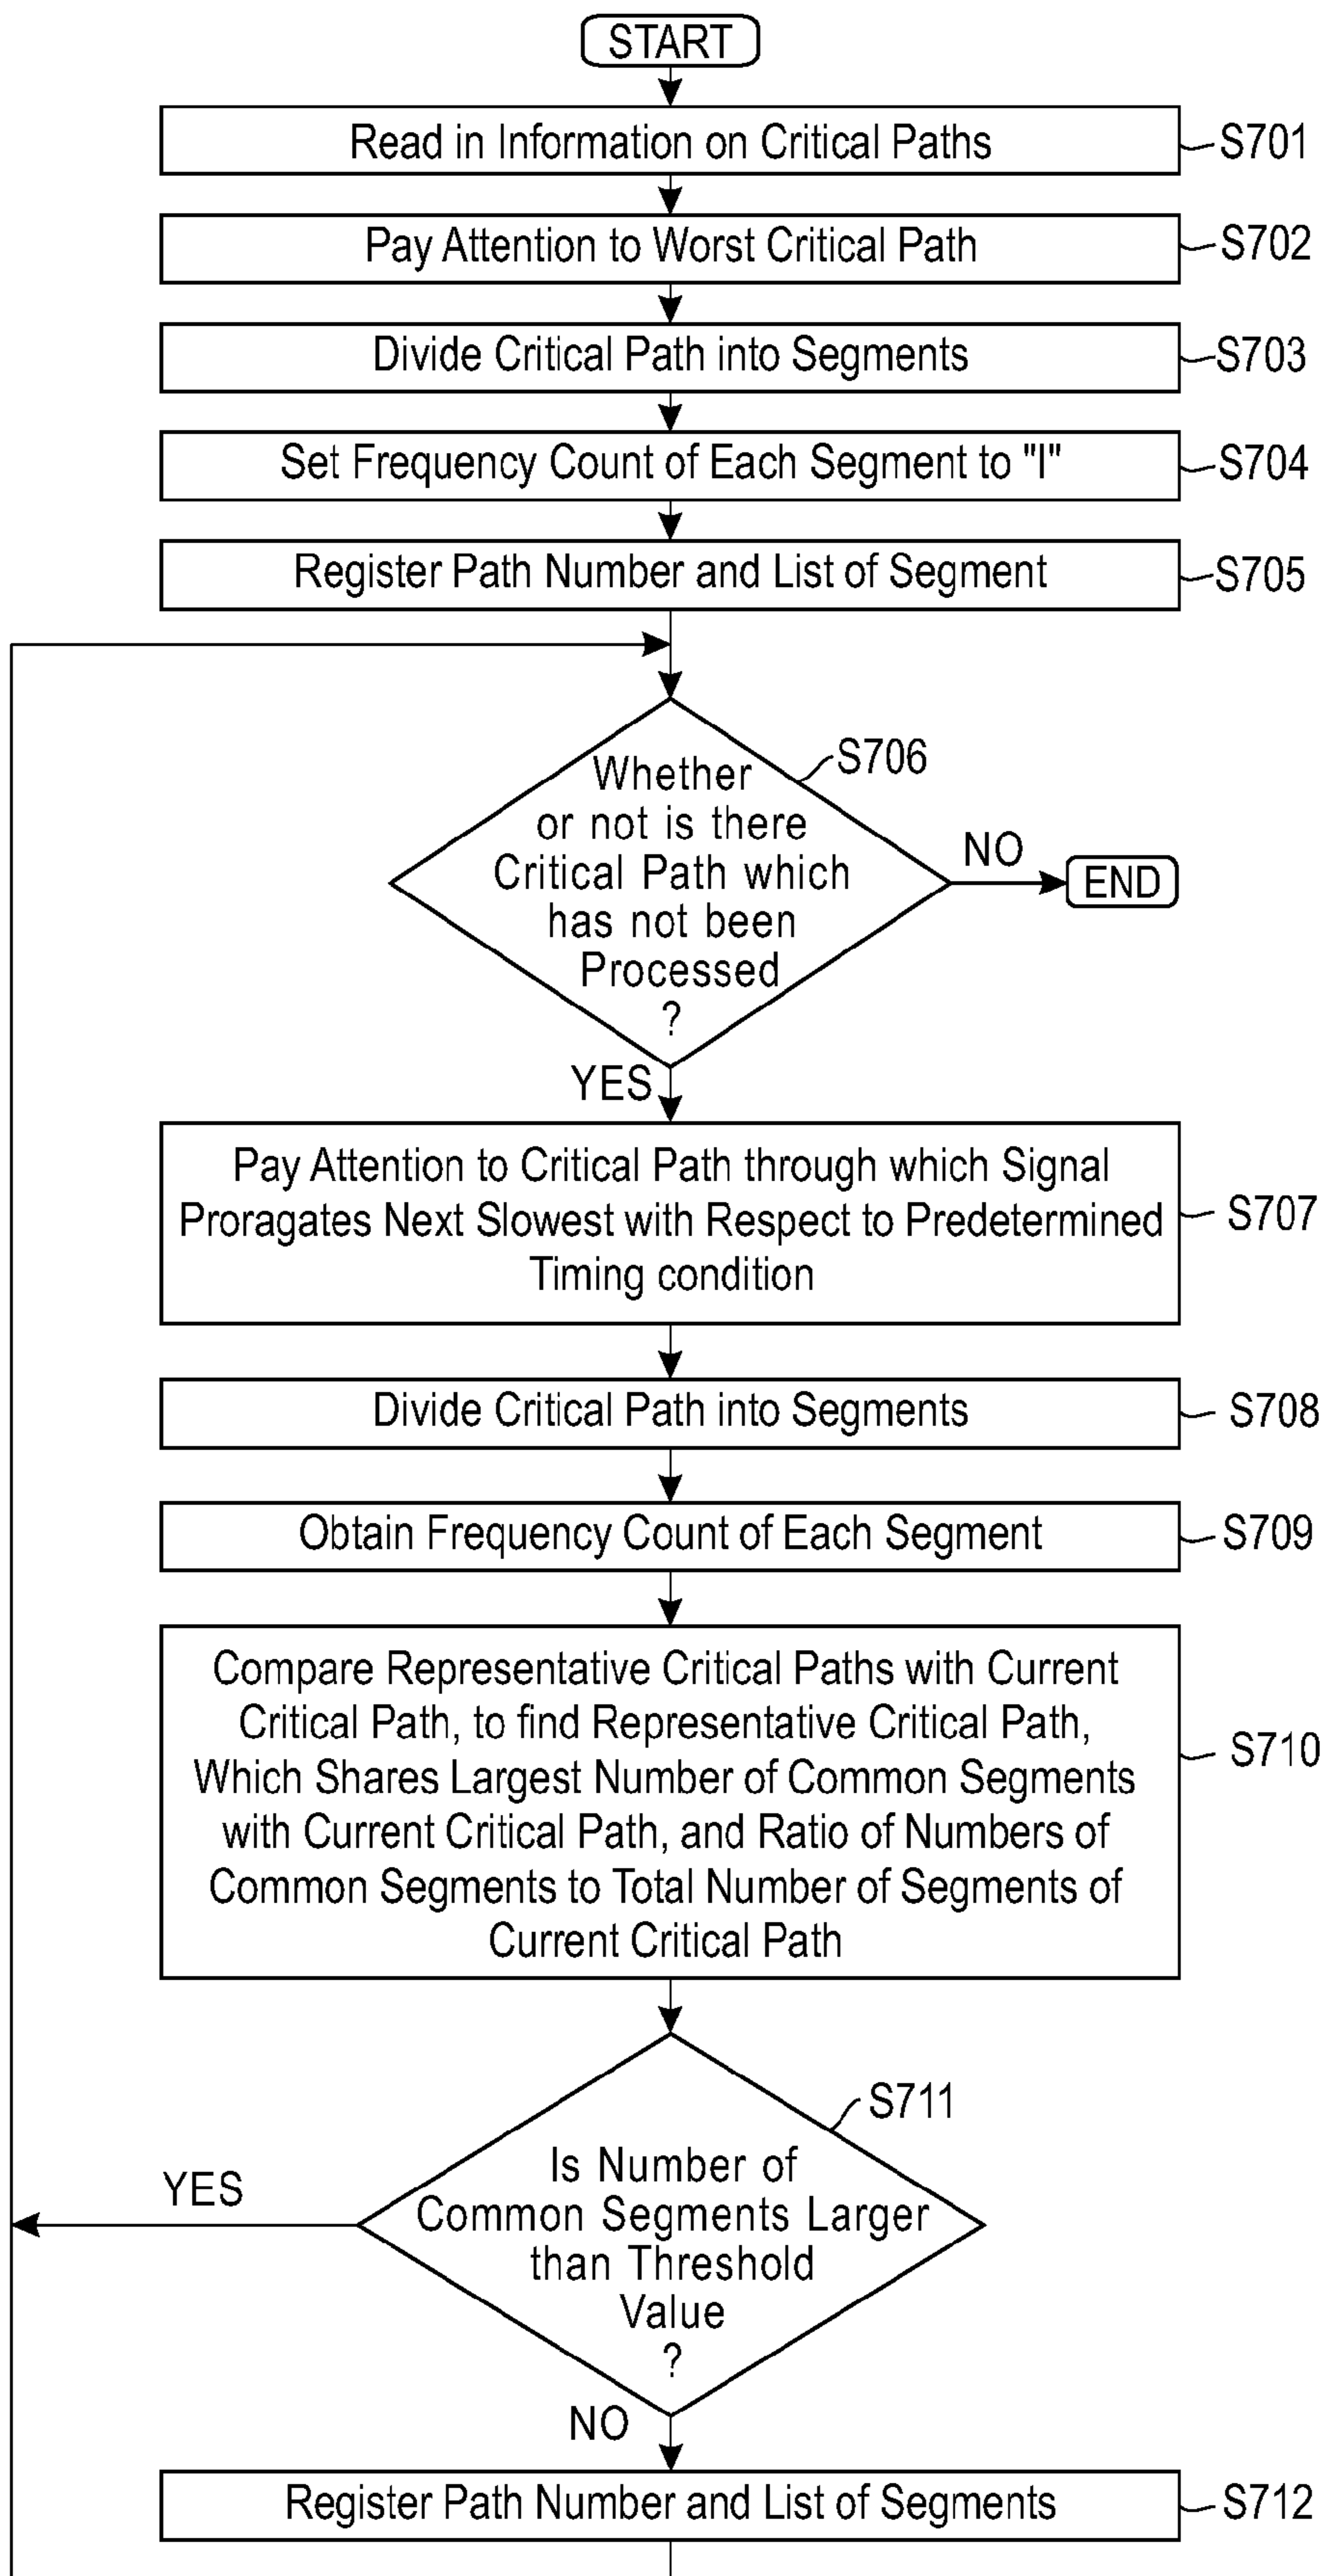 START
Read in Information on Critical Paths
S701
Pay Attention to Worst Critical Path
S702
Divide Critical Path into Segments
S703
Set Frequency Count of Each Segment to "I"
S704
Register Path Number and List of Segment
S705
Whether
or not is there
Critical Path which
has not been
Processed
?
S706
NO
END
YES
Pay Attention to Critical Path through which Signal
Proragates Next Slowest with Respect to Predetermined
Timing condition
S707
Divide Critical Path into Segments
S708
Obtain Frequency Count of Each Segment
S709
Compare Representative Critical Paths with Current
Critical Path, to find Representative Critical Path,
Which Shares Largest Number of Common Segments
with Current Critical Path, and Ratio of Numbers of
Common Segments to Total Number of Segments of
Current Critical Path
S710
S711
Is Number of
Common Segments Larger
than Threshold
Value
?
YES
NO
Register Path Number and List of Segments
S712